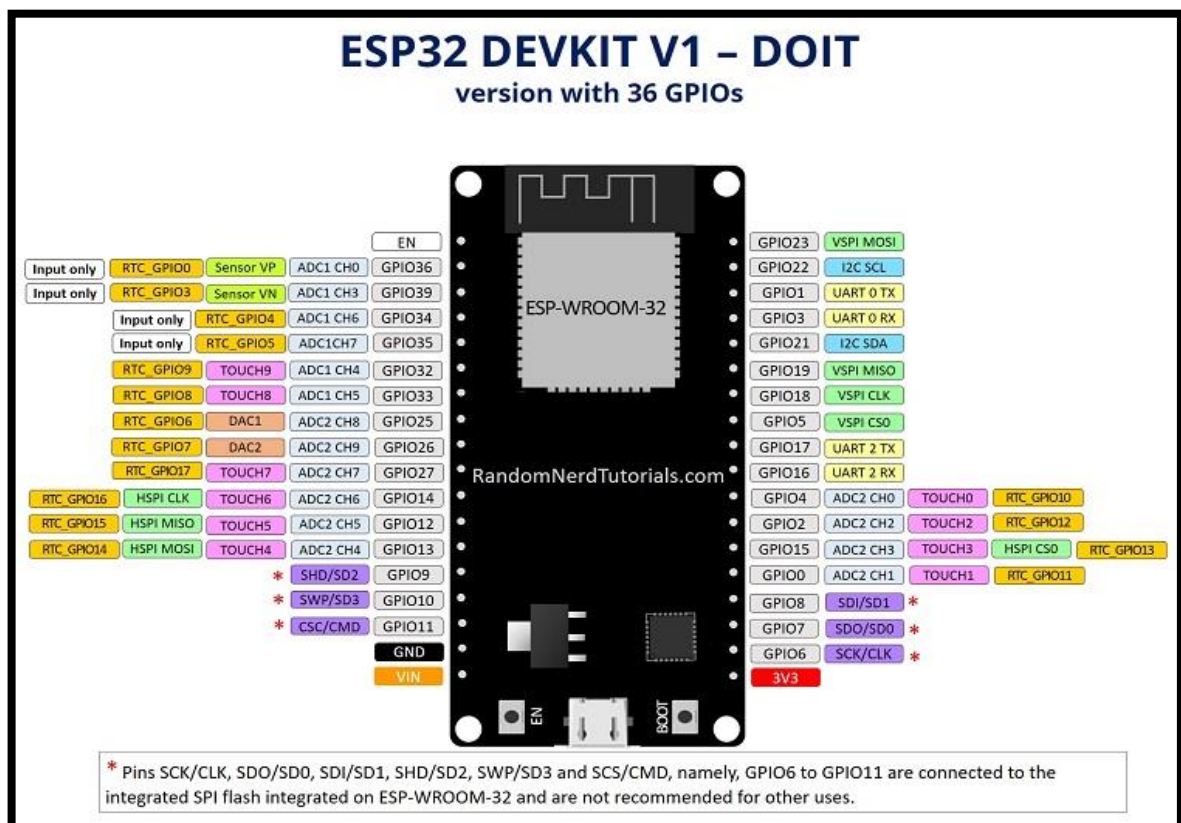 ESP32 DEVKIT V1 – DOIT
version with 36 GPIOs
EN
Input only RTC_GPIO0 Sensor VP ADC1 CH0 GPIO36
Input only RTC_GPIO3 Sensor VN ADC1 CH3 GPIO39
Input only RTC_GPIO4 ADC1 CH6 GPIO34
Input only RTC_GPIO5 ADC1CH7 GPIO35
RTC_GPIO9 TOUCH9 ADC1 CH4 GPIO32
RTC_GPIO8 TOUCH8 ADC1 CH5 GPIO33
RTC_GPIO6 DAC1 ADC2 CH8 GPIO25
RTC_GPIO7 DAC2 ADC2 CH9 GPIO26
RTC_GPIO17 TOUCH7 ADC2 CH7 GPIO27
RTC_GPIO16 HSPI CLK TOUCH6 ADC2 CH6 GPIO14
RTC_GPIO15 HSPI MISO TOUCH5 ADC2 CH5 GPIO12
RTC_GPIO14 HSPI MOSI TOUCH4 ADC2 CH4 GPIO13
* SHD/SD2 GPIO9
* SWP/SD3 GPIO10
* CSC/CMD GPIO11
GND
VIN
ESP-WROOM-32
RandomNerdTutorials.com
EN
BOOT
GPIO23 VSPI MOSI
GPIO22 I2C SCL
GPIO1 UART 0 TX
GPIO3 UART 0 RX
GPIO21 I2C SDA
GPIO19 VSPI MISO
GPIO18 VSPI CLK
GPIO5 VSPI CS0
GPIO17 UART 2 TX
GPIO16 UART 2 RX
GPIO4 ADC2 CH0 TOUCH0 RTC_GPIO10
GPIO2 ADC2 CH2 TOUCH2 RTC_GPIO12
GPIO15 ADC2 CH3 TOUCH3 HSPI CS0 RTC_GPIO13
GPIO0 ADC2 CH1 TOUCH1 RTC_GPIO11
GPIO8 SDI/SD1 *
GPIO7 SDO/SD0 *
GPIO6 SCK/CLK *
3V3
* Pins SCK/CLK, SDO/SD0, SDI/SD1, SHD/SD2, SWP/SD3 and SCS/CMD, namely, GPIO6 to GPIO11 are connected to the
integrated SPI flash integrated on ESP-WROOM-32 and are not recommended for other uses.